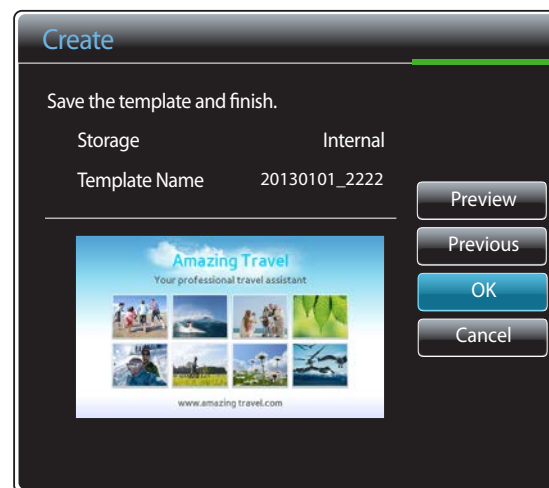 Create
Save the template and finish.
Storage Internal
Template Name 20130101_2222
Preview
Previous
OK
Cancel
Amazing Travel
Your professional travel assistant
www.amazing travel.com